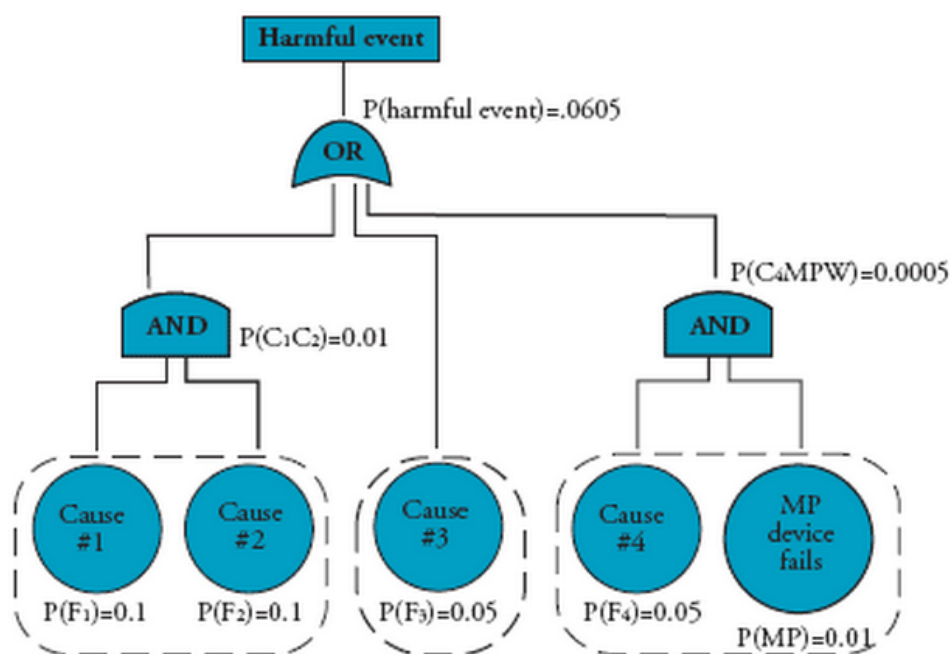 Harmful event
P(harmful event)=.0605
OR
P(C₄MPW)=0.0005
AND
P(C₁C₂)=0.01
AND
Cause
#1
Cause
#2
Cause
#3
Cause
#4
MP
device
fails
P(F₁)=0.1
P(F₂)=0.1
P(F₃)=0.05
P(F₄)=0.05
P(MP)=0.01